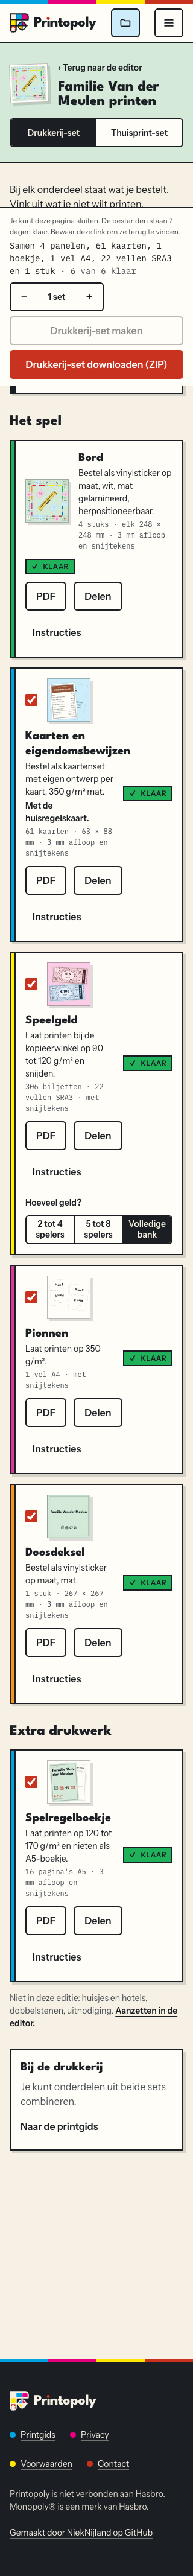 Printopoly
‹ Terug naar de editor
Familie Van der
Meulen printen
Drukkerij-set
Thuisprint-set
Bij elk onderdeel staat wat je bestelt.
Vink uit wat je niet wilt printen.
Je kunt deze pagina sluiten. De bestanden staan 7
dagen klaar. Bewaar deze link om ze terug te vinden.
Samen 4 panelen, 61 kaarten, 1
boekje, 1 vel A4, 22 vellen SRA3
en 1 stuk · 6 van 6 klaar
− 1 set +
Drukkerij-set maken
Drukkerij-set downloaden (ZIP)
Het spel
Bord
Bestel als vinylsticker op
maat, wit, mat
gelamineerd,
herpositioneerbaar.
4 stuks · elk 248 ×
248 mm · 3 mm afloop
en snijtekens
✓ KLAAR
PDF
Delen
Instructies
Kaarten en
eigendomsbewijzen
Bestel als kaartenset
met eigen ontwerp per
kaart, 350 g/m² mat.
Met de
huisregelskaart.
61 kaarten · 63 × 88
mm · 3 mm afloop en
snijtekens
✓ KLAAR
PDF
Delen
Instructies
Speelgeld
Laat printen bij de
kopieerwinkel op 90
tot 120 g/m² en
snijden.
306 biljetten · 22
vellen SRA3 · met
snijtekens
✓ KLAAR
PDF
Delen
Instructies
Hoeveel geld?
2 tot 4
spelers
5 tot 8
spelers
Volledige
bank
Pionnen
Laat printen op 350
g/m².
1 vel A4 · met
snijtekens
✓ KLAAR
PDF
Delen
Instructies
Familie Van der Meulen
Doosdeksel
Bestel als vinylsticker
op maat, mat.
1 stuk · 267 × 267
mm · 3 mm afloop en
snijtekens
✓ KLAAR
PDF
Delen
Instructies
Extra drukwerk
Familie Van
der Meulen
Spelregelboekje
Laat printen op 120 tot
170 g/m² en nieten als
A5-boekje.
16 pagina's A5 · 3
mm afloop en
snijtekens
✓ KLAAR
PDF
Delen
Instructies
Niet in deze editie: huisjes en hotels,
dobbelstenen, uitnodiging. Aanzetten in de
editor.
Bij de drukkerij
Je kunt onderdelen uit beide sets
combineren.
Naar de printgids
Printopoly
Printgids
Privacy
Voorwaarden
Contact
Printopoly is niet verbonden aan Hasbro.
Monopoly® is een merk van Hasbro.
Gemaakt door NiekNijland op GitHub